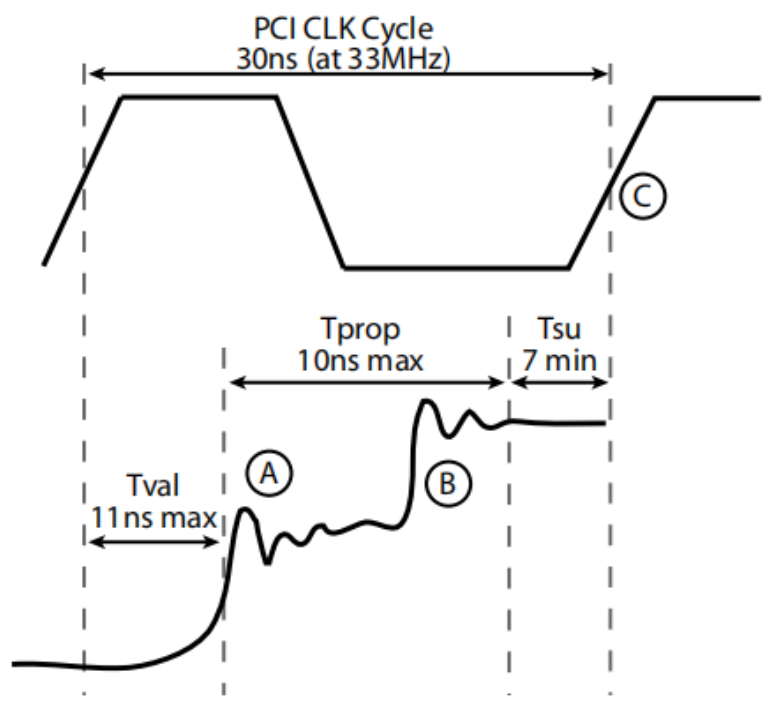 PCI CLK Cycle
30ns (at 33MHz)
C
Tprop
10ns max
Tsu
7 min
A
B
Tval
11ns max